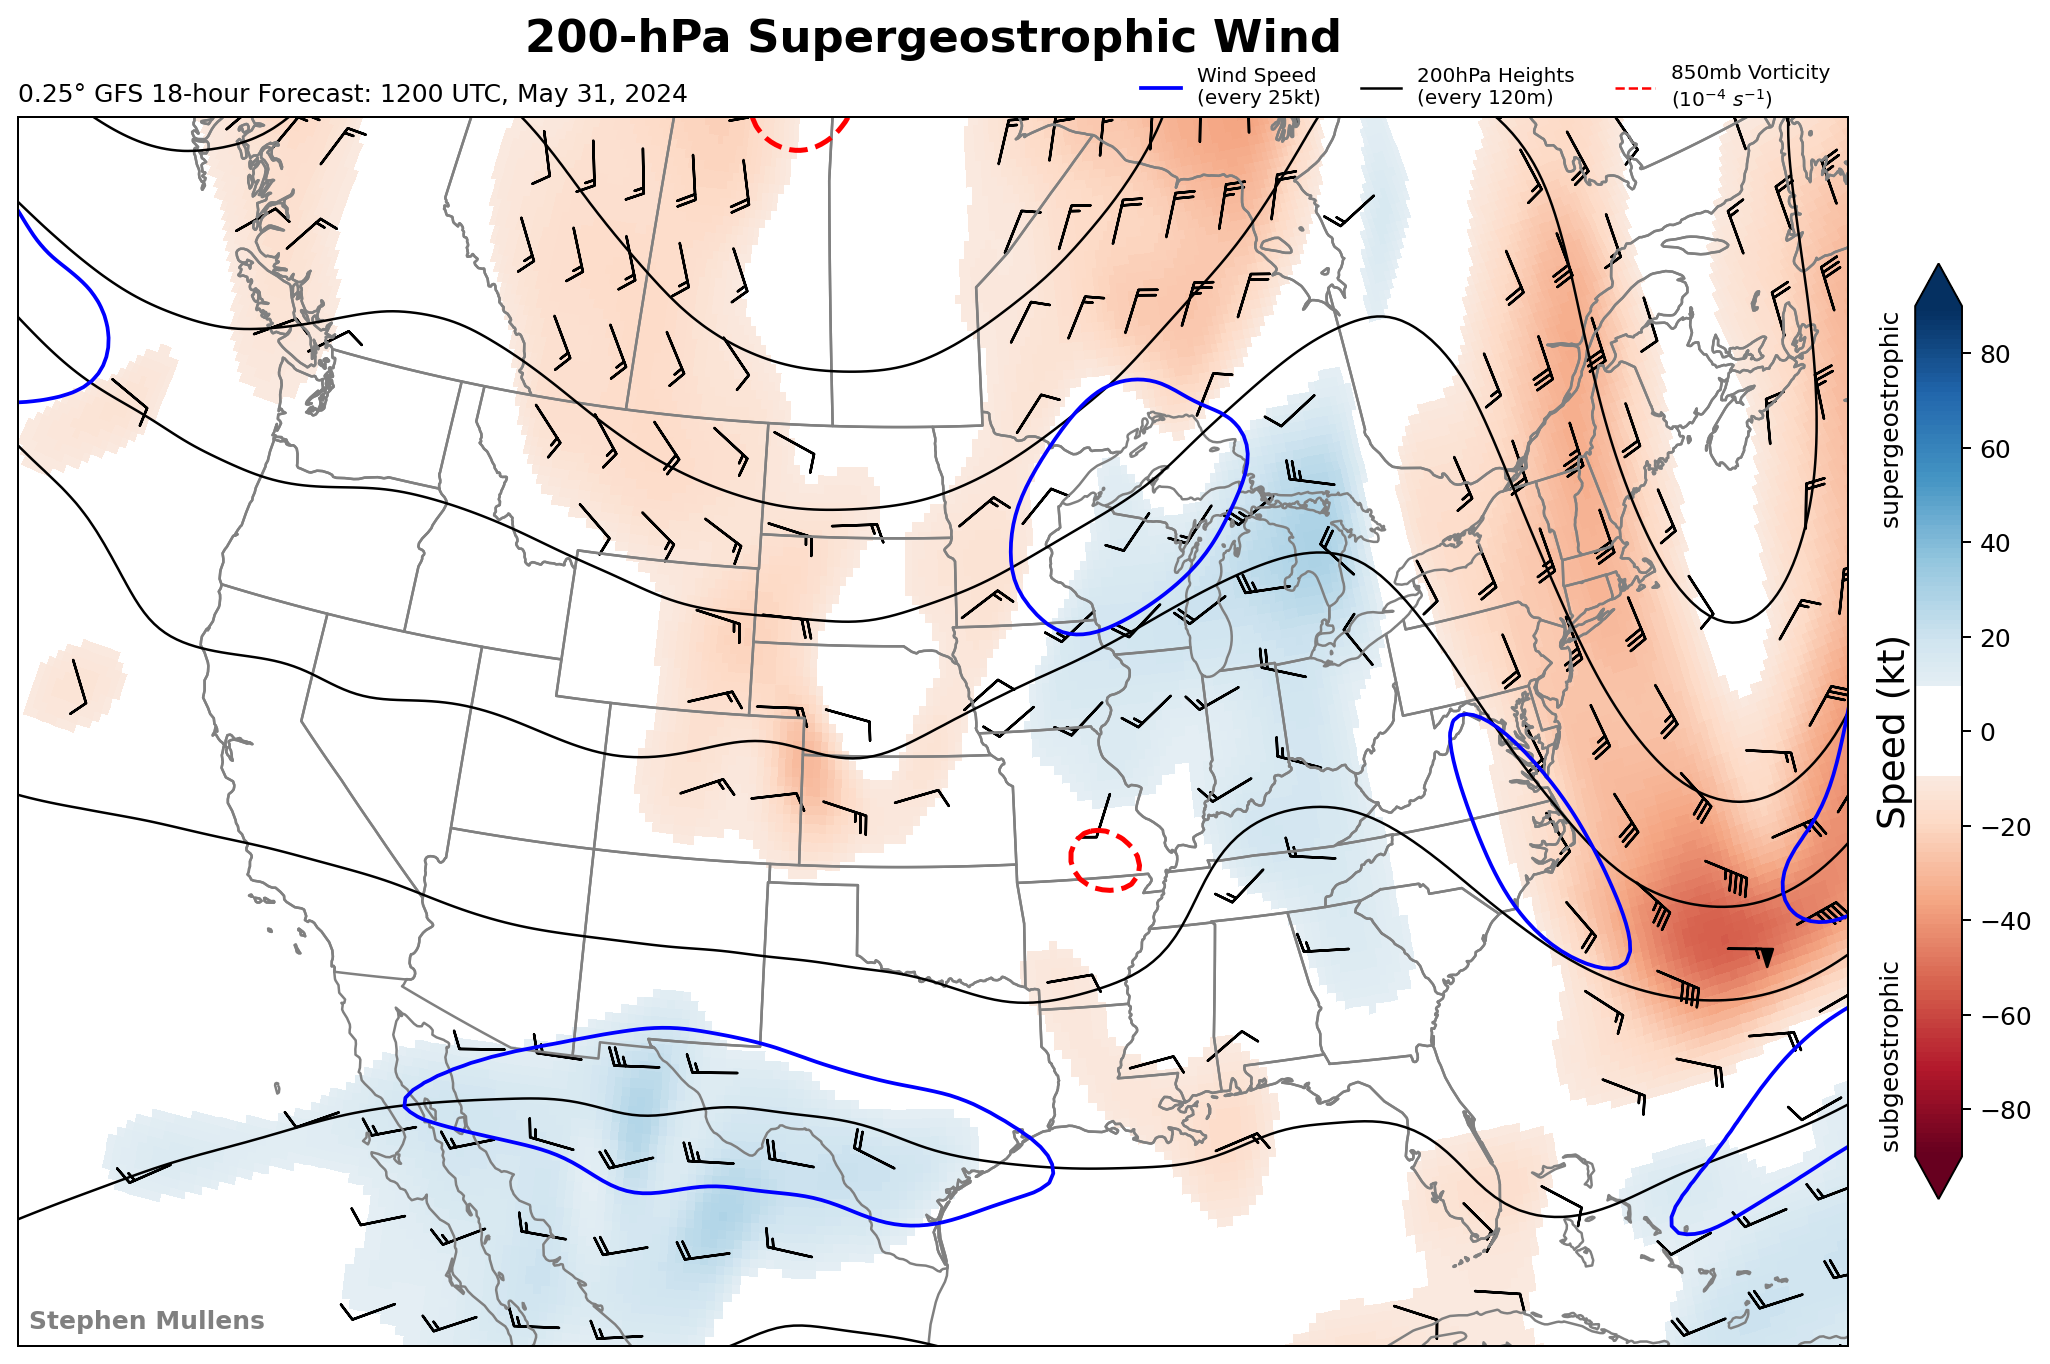 200-hPa Supergeostrophic Wind
0.25° GFS 18-hour Forecast: 1200 UTC, May 31, 2024
Wind Speed
(every 25kt)
200hPa Heights
(every 120m)
850mb Vorticity
(10⁻⁴ s⁻¹)
supergeostrophic
Speed (kt)
subgeostrophic
80
60
40
20
0
−20
−40
−60
−80
Stephen Mullens